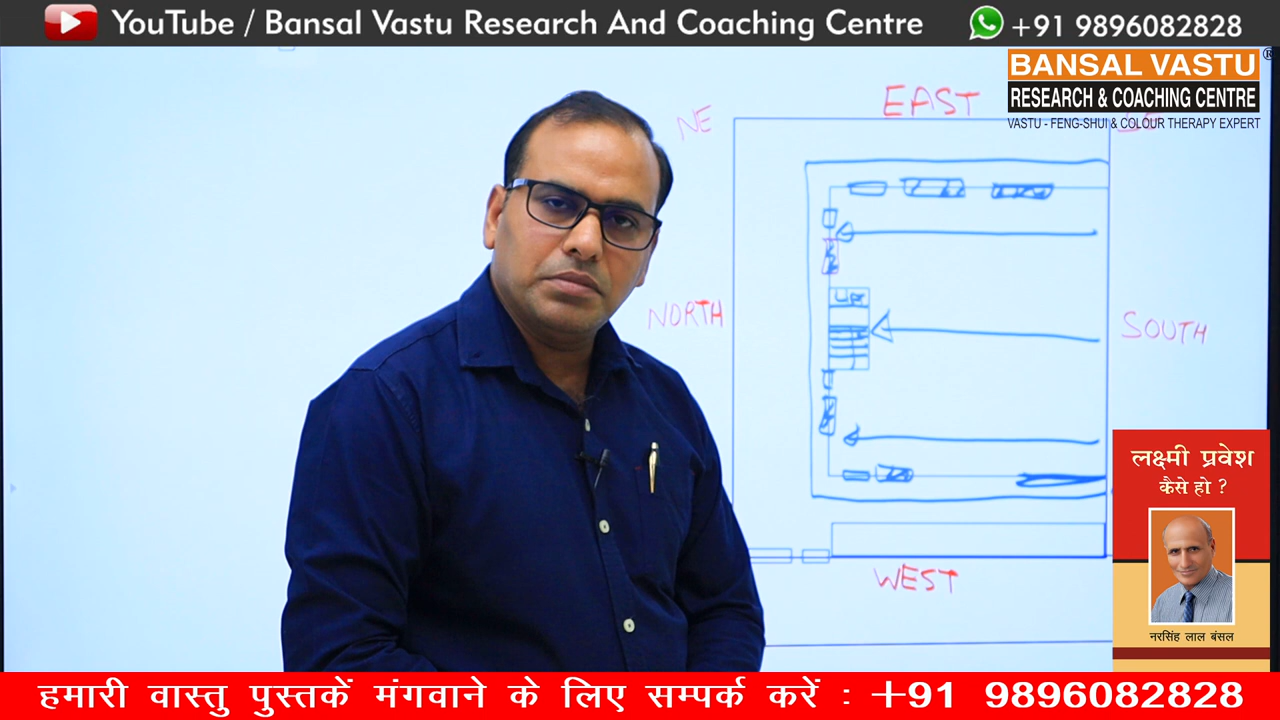 YouTube / Bansal Vastu Research And Coaching Centre
+91 9896082828
BANSAL VASTU ®
RESEARCH & COACHING CENTRE
VASTU - FENG-SHUI & COLOUR THERAPY EXPERT
EAST
NE
NORTH
SOUTH
WEST
लक्ष्मी प्रवेश
कैसे हो ?
नरसिंह लाल बंसल
हमारी वास्तु पुस्तकें मंगवाने के लिए सम्पर्क करें : +91 9896082828